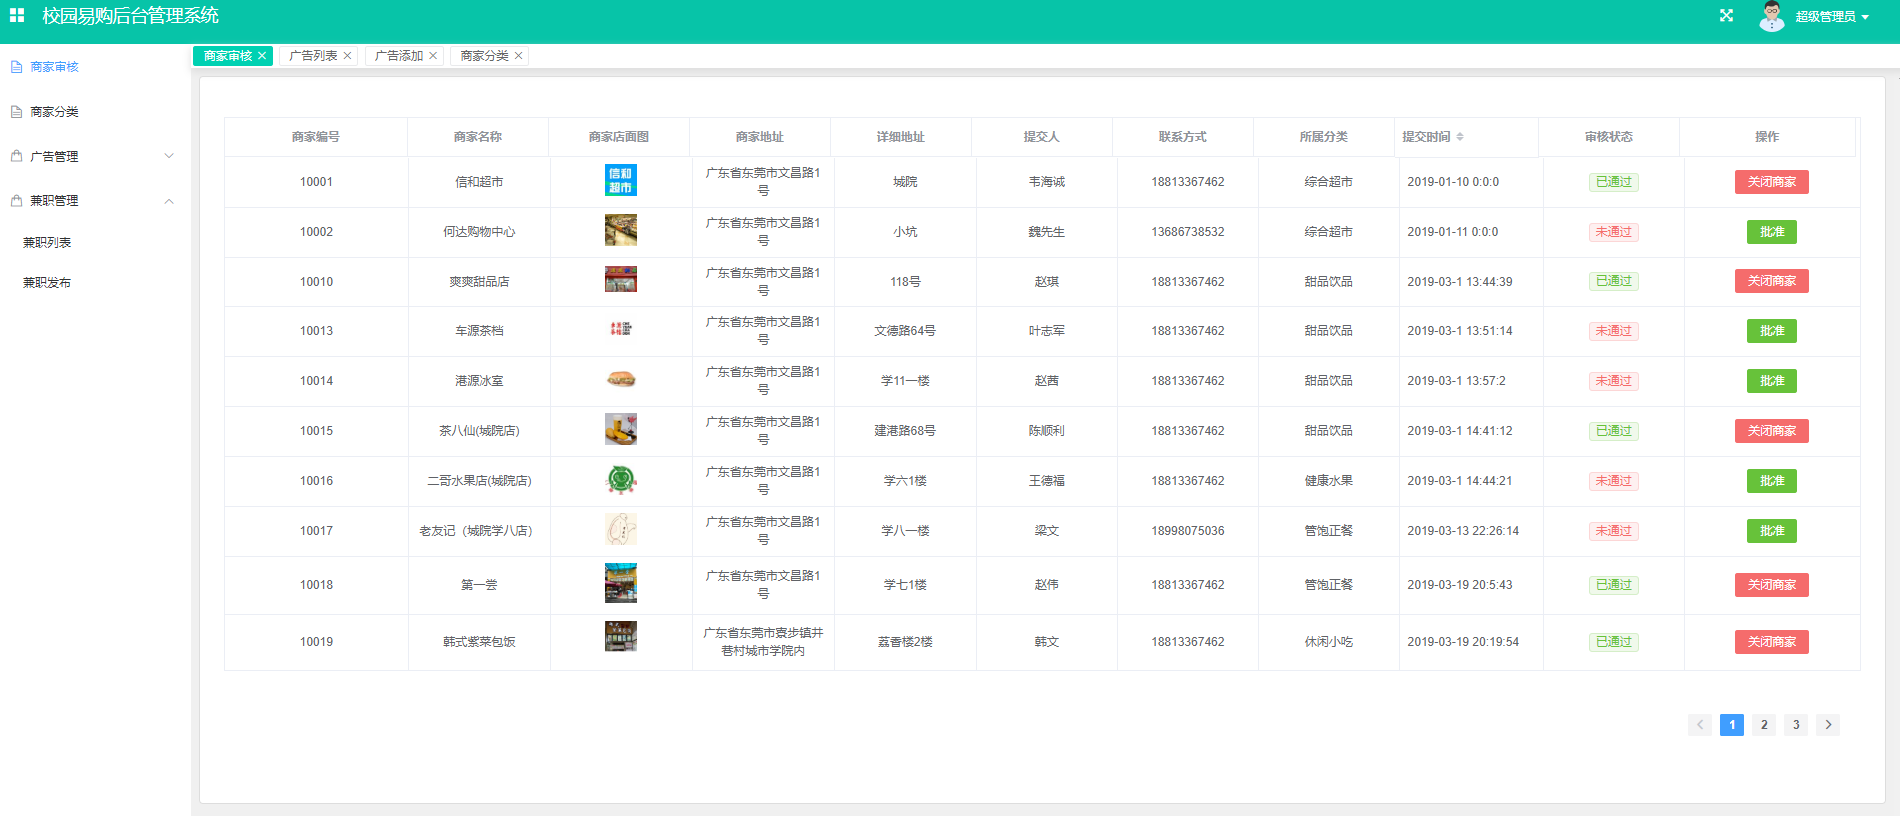 校园易购后台管理系统
超级管理员
商家审核
商家分类
广告管理
兼职管理
兼职列表
兼职发布
商家审核 广告列表 广告添加 商家分类
商家编号 商家名称 商家店面图 商家地址 详细地址 提交人 联系方式 所属分类 提交时间 审核状态 操作
10001 信和超市 信和超市 广东省东莞市文昌路1号 城院 韦海诚 18813367462 综合超市 2019-01-10 0:0:0 已通过 关闭商家
10002 何达购物中心 广东省东莞市文昌路1号 小坑 魏先生 13686738532 综合超市 2019-01-11 0:0:0 未通过 批准
10010 爽爽甜品店 广东省东莞市文昌路1号 118号 赵琪 18813367462 甜品饮品 2019-03-1 13:44:39 已通过 关闭商家
10013 车源茶档 广东省东莞市文昌路1号 文德路64号 叶志军 18813367462 甜品饮品 2019-03-1 13:51:14 未通过 批准
10014 港源冰室 广东省东莞市文昌路1号 学11一楼 赵茜 18813367462 甜品饮品 2019-03-1 13:57:2 未通过 批准
10015 茶八仙(城院店) 广东省东莞市文昌路1号 建港路68号 陈顺利 18813367462 甜品饮品 2019-03-1 14:41:12 已通过 关闭商家
10016 二哥水果店(城院店) 广东省东莞市文昌路1号 学六1楼 王德福 18813367462 健康水果 2019-03-1 14:44:21 未通过 批准
10017 老友记（城院学八店） 广东省东莞市文昌路1号 学八一楼 梁文 18998075036 管饱正餐 2019-03-13 22:26:14 未通过 批准
10018 第一尝 广东省东莞市文昌路1号 学七1楼 赵伟 18813367462 管饱正餐 2019-03-19 20:5:43 已通过 关闭商家
10019 韩式紫菜包饭 广东省东莞市寮步镇井巷村城市学院内 荔香楼2楼 韩文 18813367462 休闲小吃 2019-03-19 20:19:54 已通过 关闭商家
1 2 3